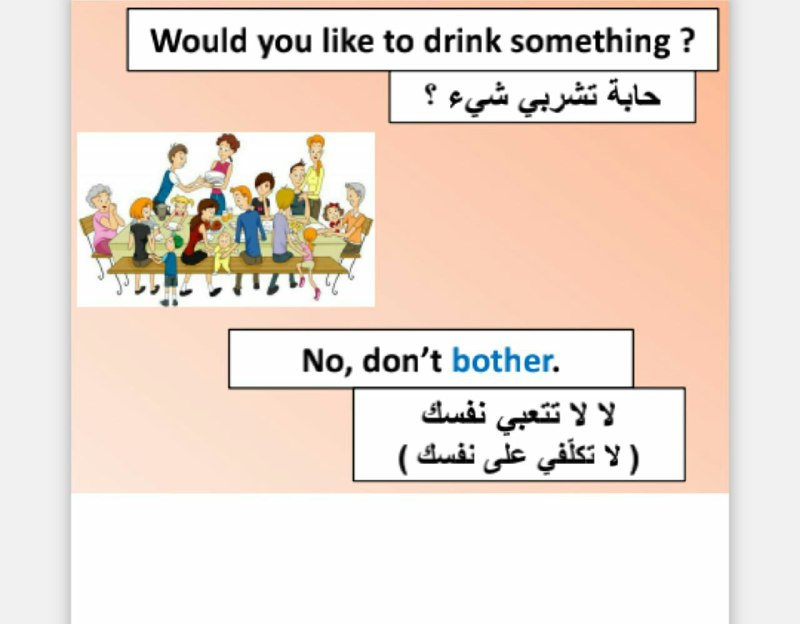 Would you like to drink something ?
حابة تشربي شيء ؟
No, don't bother.
لا لا تتعبي نفسك
( لا تكلّفي على نفسك )